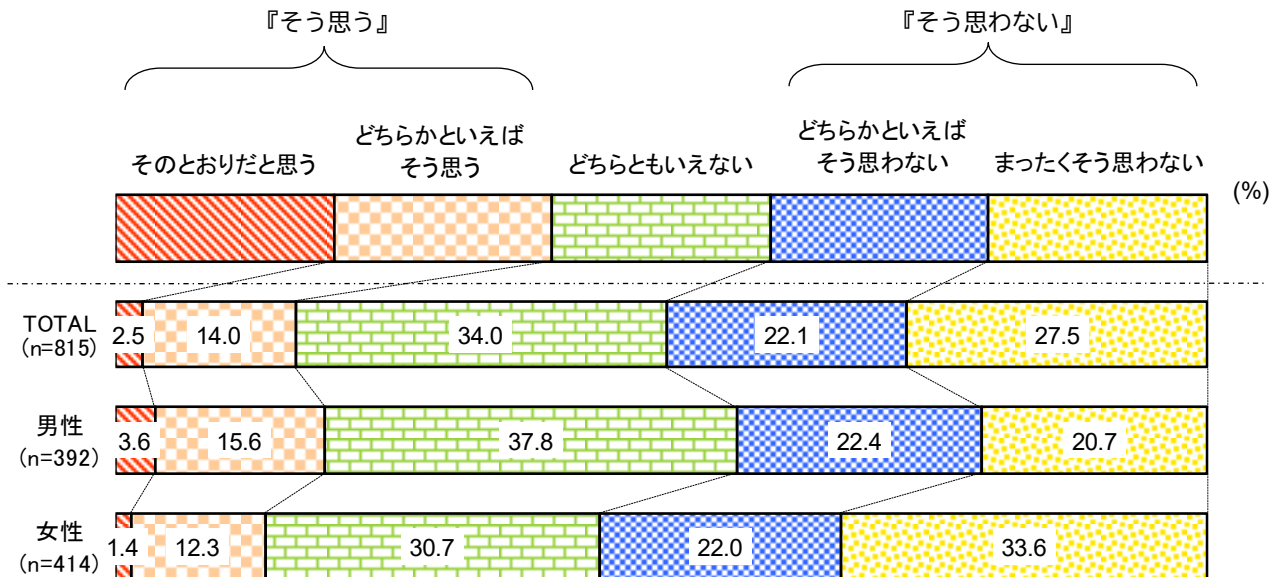 『そう思う』
『そう思わない』
そのとおりだと思う
どちらかといえば
そう思う
どちらともいえない
どちらかといえば
そう思わない
まったくそう思わない
(%)
TOTAL
(n=815)
2.5
14.0
34.0
22.1
27.5
男性
(n=392)
3.6
15.6
37.8
22.4
20.7
女性
(n=414)
1.4
12.3
30.7
22.0
33.6